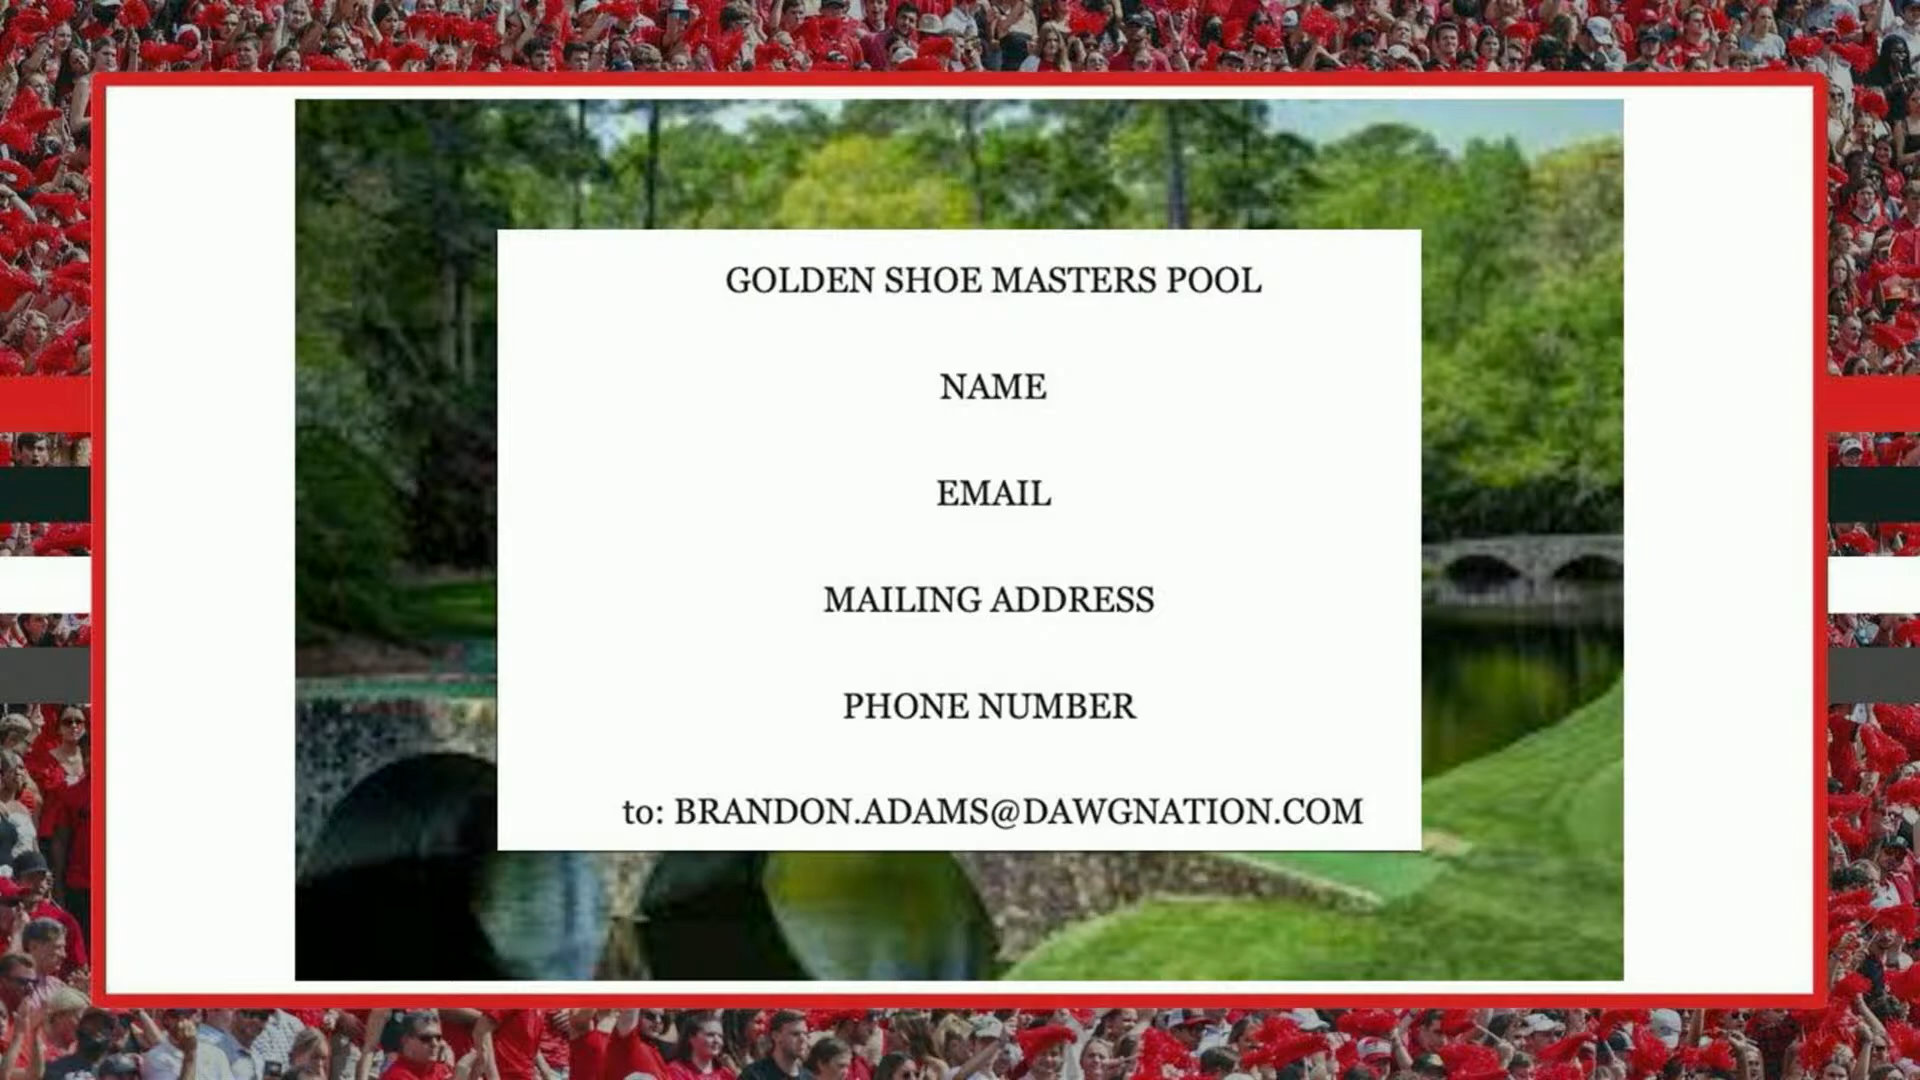 GOLDEN SHOE MASTERS POOL
NAME
EMAIL
MAILING ADDRESS
PHONE NUMBER
to: BRANDON.ADAMS@DAWGNATION.COM